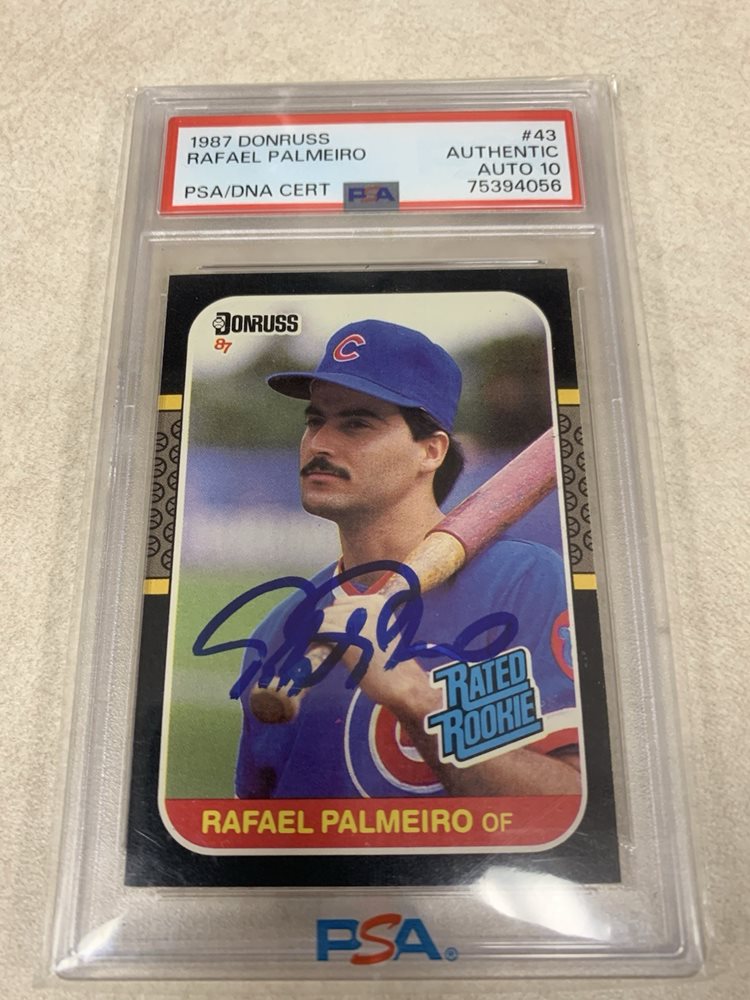 1987 DONRUSS #43
RAFAEL PALMEIRO AUTHENTIC
AUTO 10
PSA/DNA CERT PSA 75394056
DONRUSS
87
C
RATED
ROOKIE
RAFAEL PALMEIRO OF
PSA®